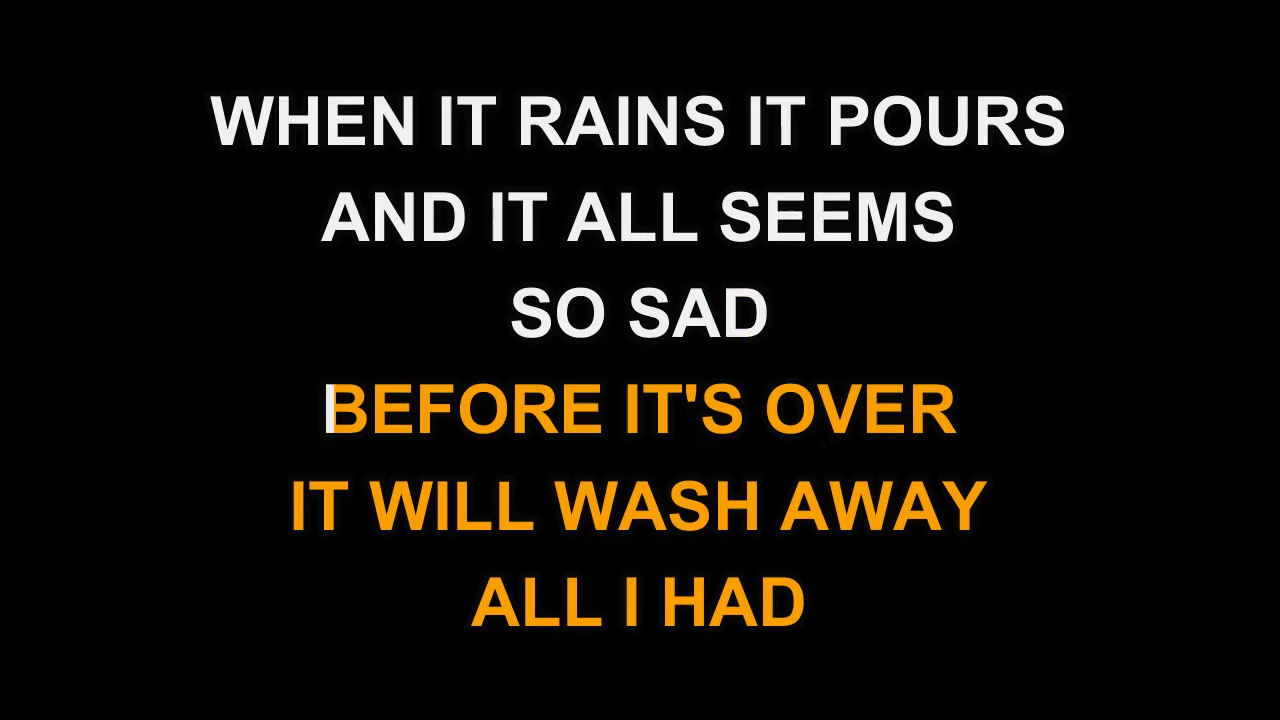 WHEN IT RAINS IT POURS
AND IT ALL SEEMS
SO SAD
BEFORE IT'S OVER
IT WILL WASH AWAY
ALL I HAD